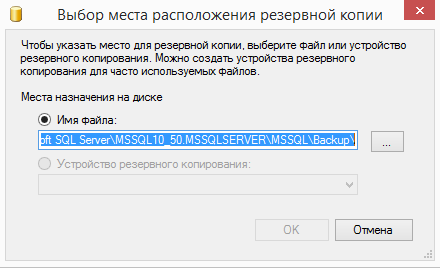 Выбор места расположения резервной копии
Чтобы указать место для резервной копии, выберите файл или устройство
резервного копирования. Можно создать устройства резервного
копирования для часто используемых файлов.
Места назначения на диске
Имя файла:
oft SQL Server\MSSQL10_50.MSSQLSERVER\MSSQL\Backup\
...
Устройство резервного копирования:
OK
Отмена